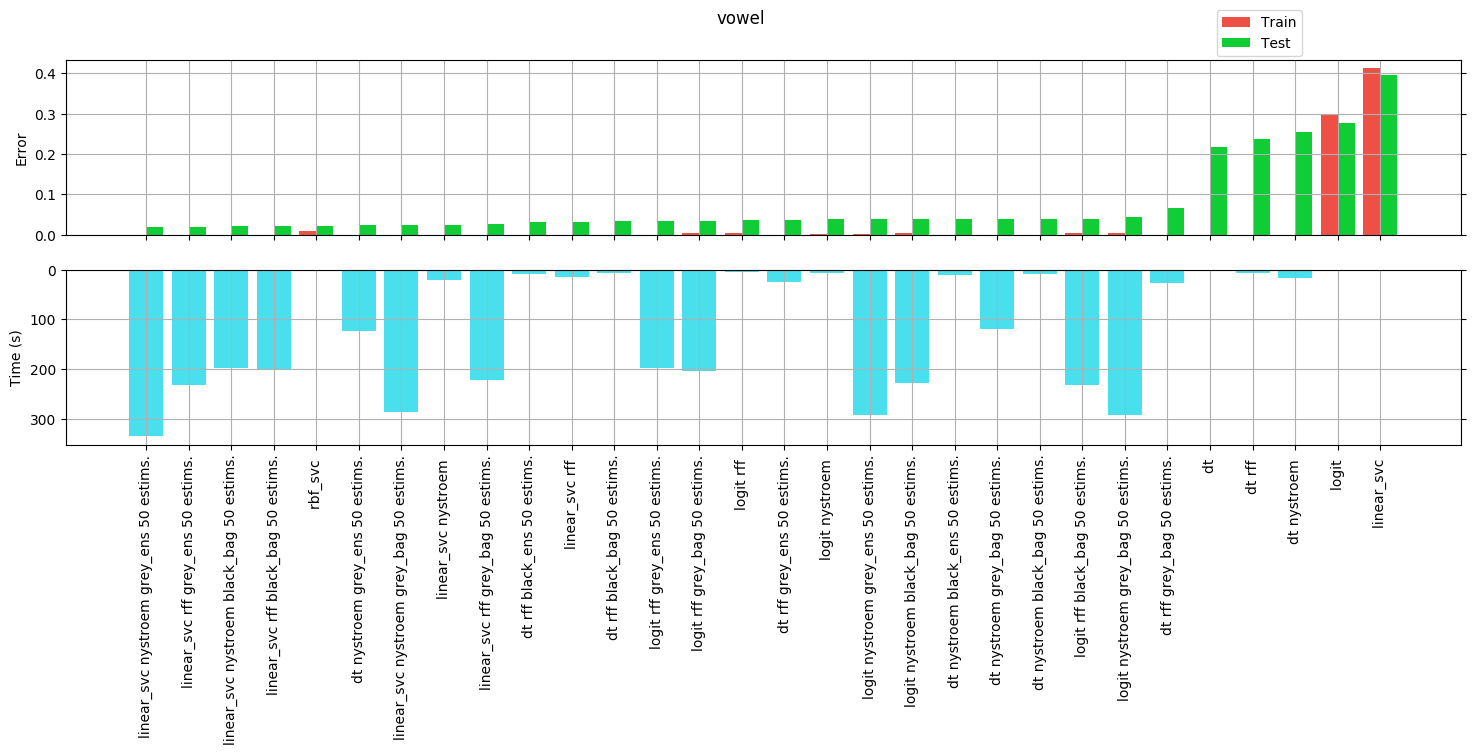 vowel
Train
Test
Error
0.4
0.3
0.2
0.1
0.0
Time (s)
0
100
200
300
linear_svc nystroem grey_ens 50 estims.
linear_svc rff grey_ens 50 estims.
linear_svc nystroem black_bag 50 estims.
linear_svc rff black_bag 50 estims.
rbf_svc
dt nystroem grey_ens 50 estims.
linear_svc nystroem grey_bag 50 estims.
linear_svc nystroem
linear_svc rff grey_bag 50 estims.
dt rff black_ens 50 estims.
linear_svc rff
dt rff black_bag 50 estims.
logit rff grey_ens 50 estims.
logit rff grey_bag 50 estims.
logit rff
dt rff grey_ens 50 estims.
logit nystroem
logit nystroem grey_ens 50 estims.
logit nystroem black_bag 50 estims.
dt nystroem black_ens 50 estims.
dt nystroem grey_bag 50 estims.
dt nystroem black_bag 50 estims.
logit rff black_bag 50 estims.
logit nystroem grey_bag 50 estims.
dt rff grey_bag 50 estims.
dt
dt rff
dt nystroem
logit
linear_svc